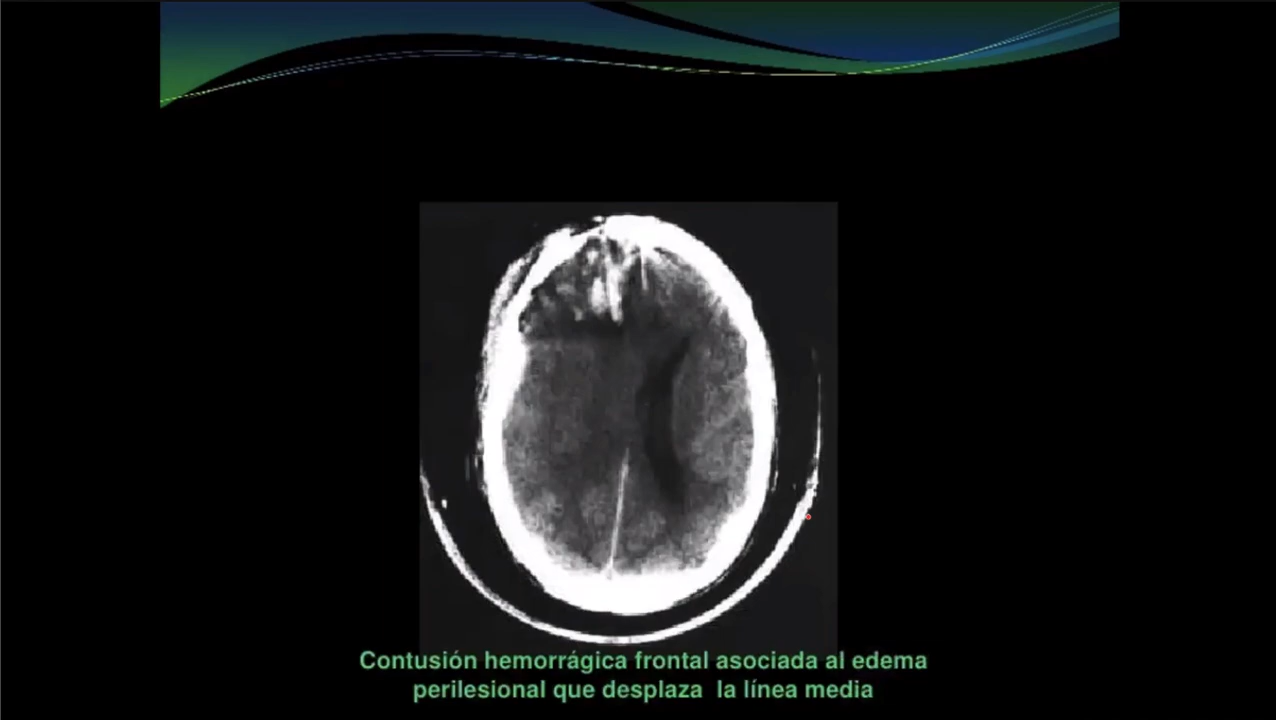 Contusión hemorrágica frontal asociada al edema
perilesional que desplaza la línea media